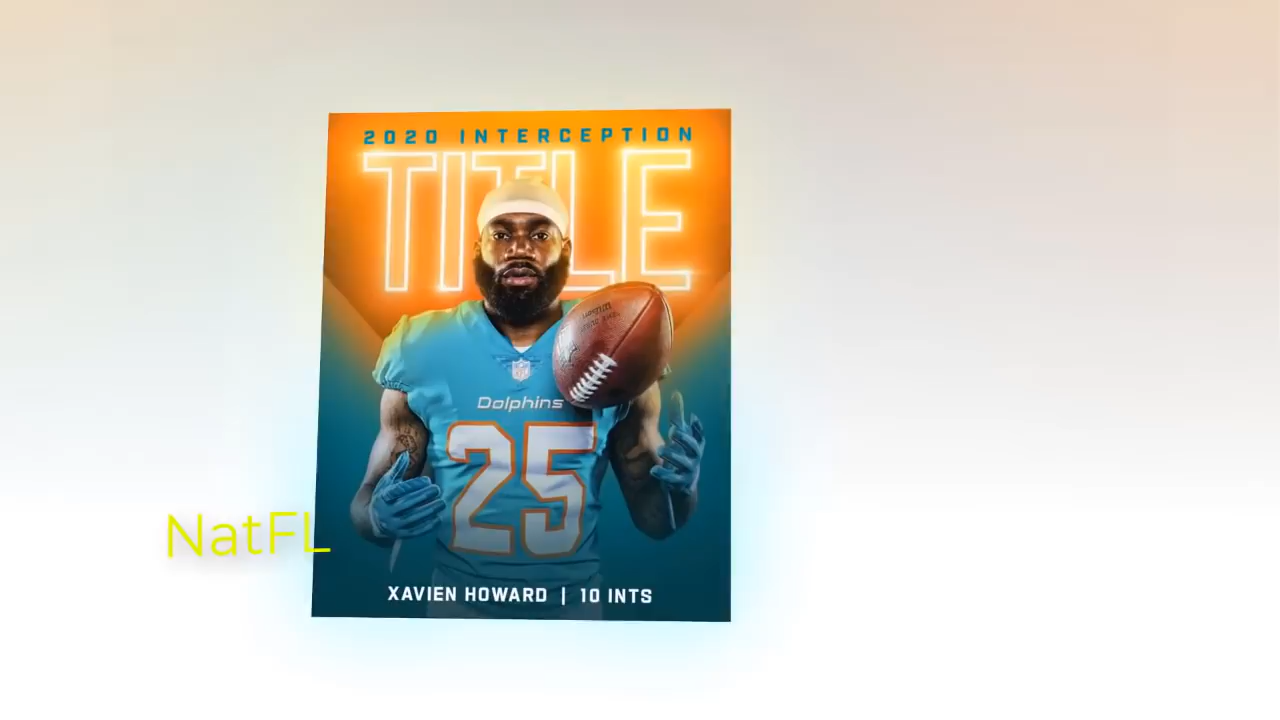 2020 INTERCEPTION
TITLE
Dolphins
25
NatFL
XAVIEN HOWARD | 10 INTS